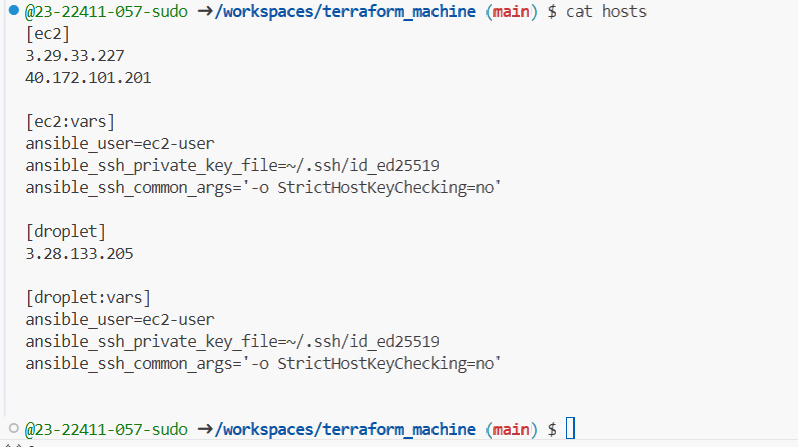 @23-22411-057-sudo →/workspaces/terraform_machine (main) $ cat hosts
[ec2]
3.29.33.227
40.172.101.201
[ec2:vars]
ansible_user=ec2-user
ansible_ssh_private_key_file=~/.ssh/id_ed25519
ansible_ssh_common_args='-o StrictHostKeyChecking=no'
[droplet]
3.28.133.205
[droplet:vars]
ansible_user=ec2-user
ansible_ssh_private_key_file=~/.ssh/id_ed25519
ansible_ssh_common_args='-o StrictHostKeyChecking=no'
@23-22411-057-sudo →/workspaces/terraform_machine (main) $